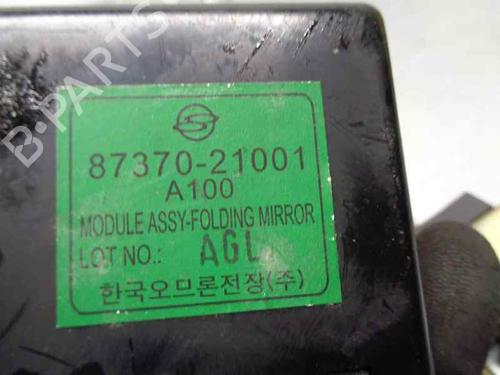 87370-21001
A100
MODULE ASSY-FOLDING MIRROR
LOT NO.: AGL
한국오므론전장(주)
B-PARTS